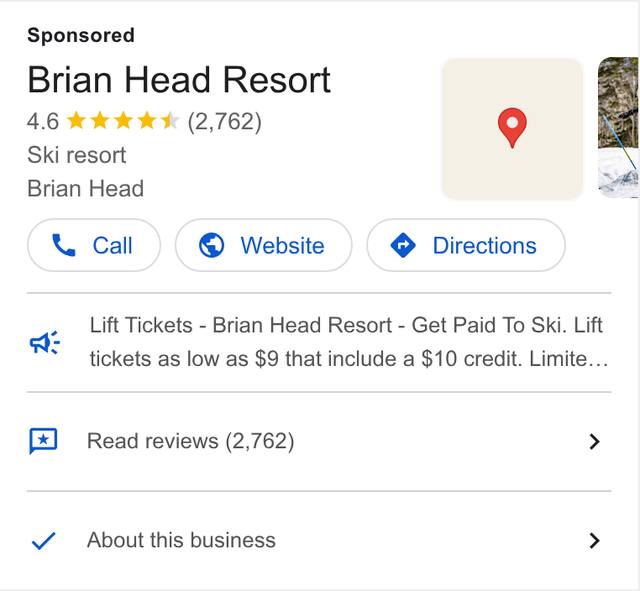 Sponsored
Brian Head Resort
4.6 (2,762)
Ski resort
Brian Head
Call Website Directions
Lift Tickets - Brian Head Resort - Get Paid To Ski. Lift
tickets as low as $9 that include a $10 credit. Limite…
Read reviews (2,762)
About this business